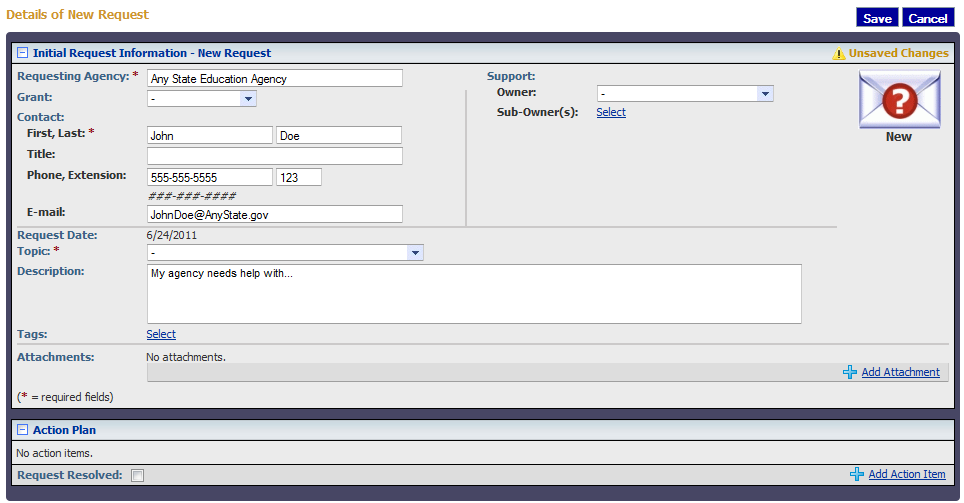 Details of New Request
Save Cancel
Initial Request Information - New Request
Unsaved Changes
Requesting Agency: * Any State Education Agency
Support:
Grant: -
Owner: -
Contact:
Sub-Owner(s): Select
First, Last: * John Doe
New
Title:
Phone, Extension: 555-555-5555 123
###-###-####
E-mail: JohnDoe@AnyState.gov
Request Date: 6/24/2011
Topic: * -
Description: My agency needs help with...
Tags: Select
Attachments: No attachments.
Add Attachment
(* = required fields)
Action Plan
No action items.
Request Resolved:
Add Action Item